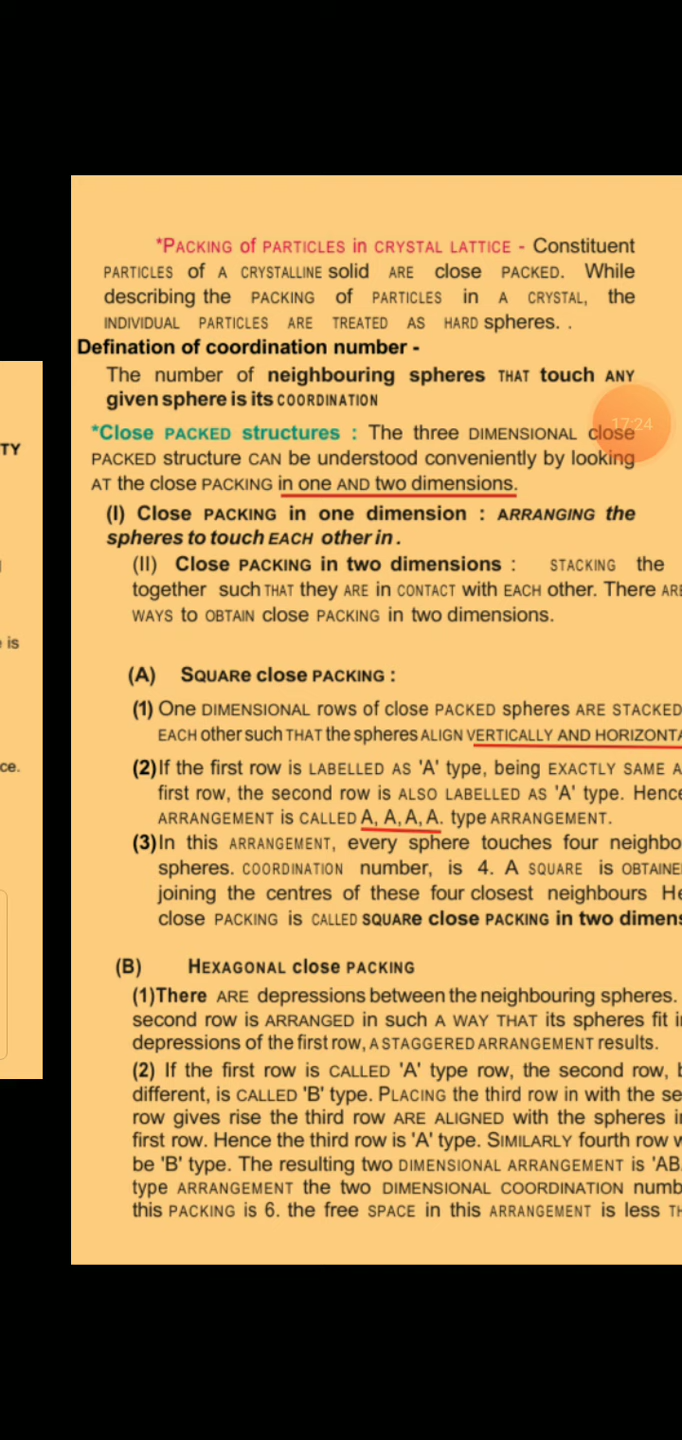 *PACKING of PARTICLES in CRYSTAL LATTICE - Constituent
PARTICLES of A CRYSTALLINE solid ARE close PACKED. While
describing the PACKING of PARTICLES in A CRYSTAL, the
INDIVIDUAL PARTICLES ARE TREATED AS HARD spheres. .
Defination of coordination number -
The number of neighbouring spheres THAT touch ANY
given sphere is its COORDINATION
17:24
*Close PACKED structures : The three DIMENSIONAL close
PACKED structure CAN be understood conveniently by looking
AT the close PACKING in one AND two dimensions.
(I) Close PACKING in one dimension : ARRANGING the
spheres to touch EACH other in .
(II) Close PACKING in two dimensions : STACKING the
together such THAT they ARE in CONTACT with EACH other. There ARE
WAYS to OBTAIN close PACKING in two dimensions.
(A) SQUARe close PACKING :
(1) One DIMENSIONAL rows of close PACKED spheres ARE STACKED
EACH other such THAT the spheres ALIGN VERTICALLY AND HORIZONTA
(2) If the first row is LABELLED AS 'A' type, being EXACTLY SAME A
first row, the second row is ALSO LABELLED AS 'A' type. Hence
ARRANGEMENT is CALLED A, A, A, A. type ARRANGEMENT.
(3) In this ARRANGEMENT, every sphere touches four neighbo
spheres. COORDINATION number, is 4. A SQUARE is OBTAINE
joining the centres of these four closest neighbours He
close PACKING is CALLED SQUARe close PACKING in two dimens
(B) HEXAGONAL close PACKING
(1)There ARE depressions between the neighbouring spheres.
second row is ARRANGED in such A WAY THAT its spheres fit i
depressions of the first row, A STAGGERED ARRANGEMENT results.
(2) If the first row is CALLED 'A' type row, the second row, b
different, is CALLED 'B' type. PLACING the third row in with the se
row gives rise the third row ARE ALIGNED with the spheres i
first row. Hence the third row is 'A' type. SIMILARLY fourth row w
be 'B' type. The resulting two DIMENSIONAL ARRANGEMENT is 'AB.
type ARRANGEMENT the two DIMENSIONAL COORDINATION numb
this PACKING is 6. the free SPACE in this ARRANGEMENT is less TH
TY
is
ce.